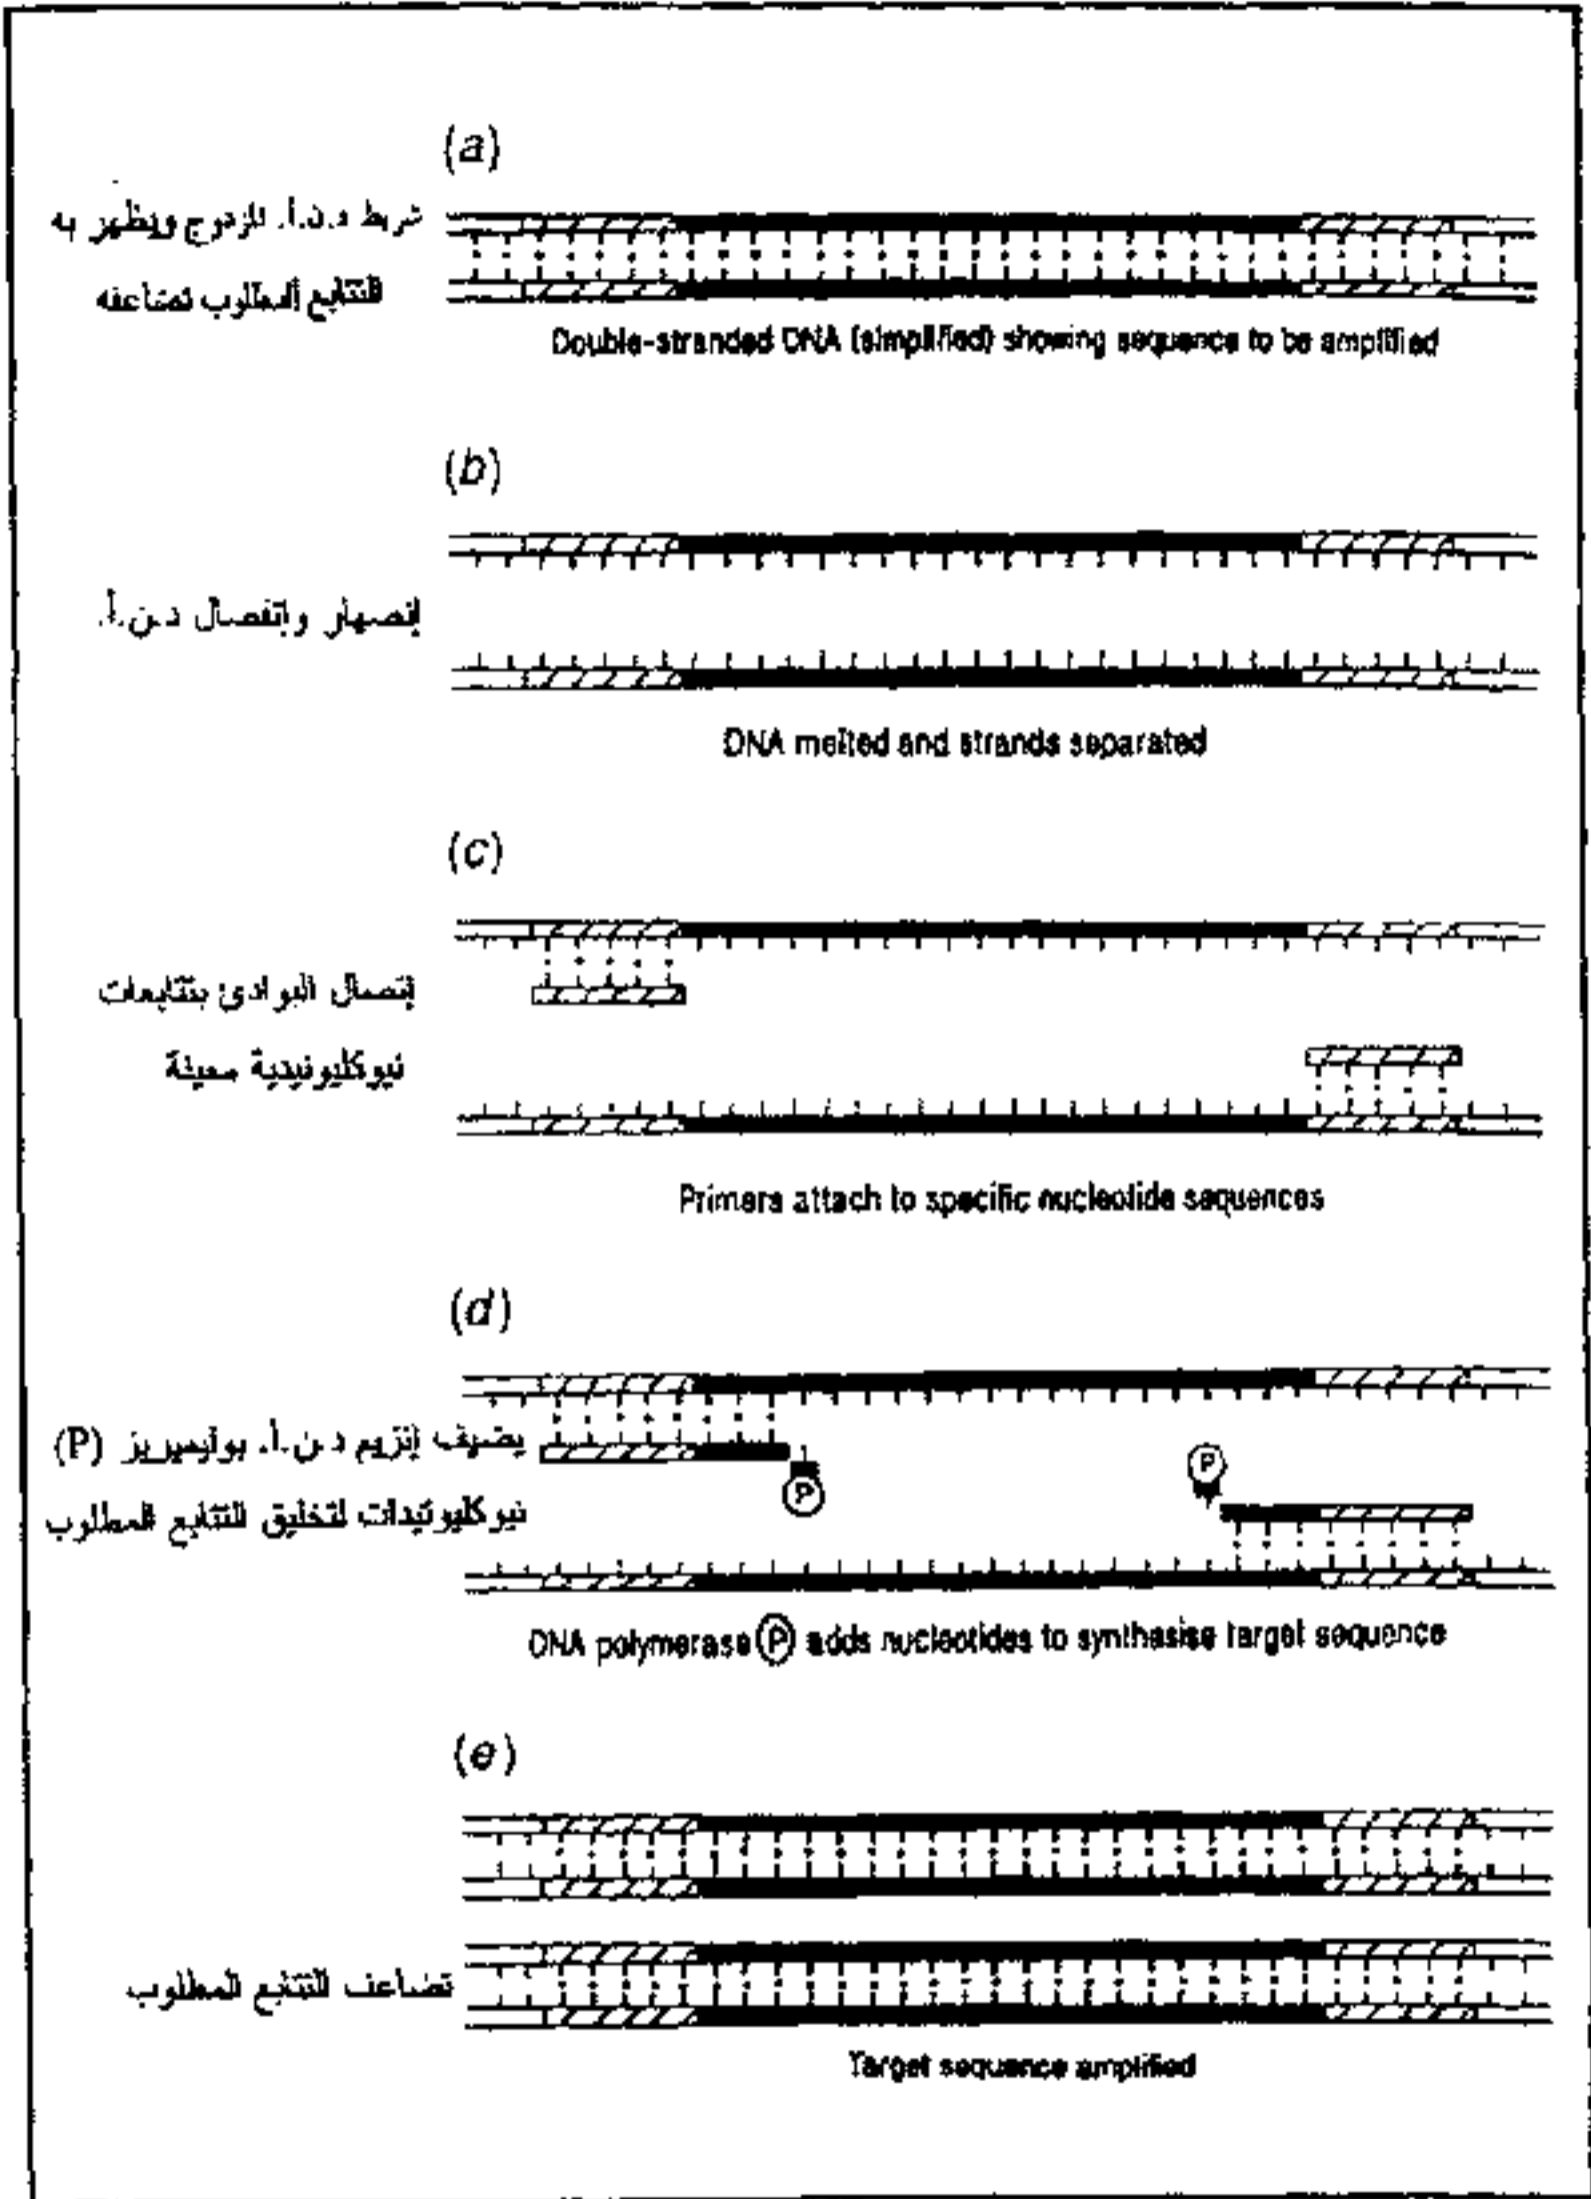 (a)
شريط د.ن.أ. المزدوج ويظهر به
التتابع المطلوب تضاعفه
Double-stranded DNA (simplified) showing sequence to be amplified
(b)
إنصهار وإنفصال د.ن.أ.
DNA melted and strands separated
(c)
إتصال البوادئ بتتابعات
نيوكليوتيدية معينة
Primers attach to specific nucleotide sequences
(d)
يضيف إنزيم د.ن.أ. بوليميريز (P)
P
P
نيوكليوتيدات لتخليق التتابع المطلوب
DNA polymerase (P) adds nucleotides to synthesise target sequence
(e)
تضاعف التتابع المطلوب
Target sequence amplified